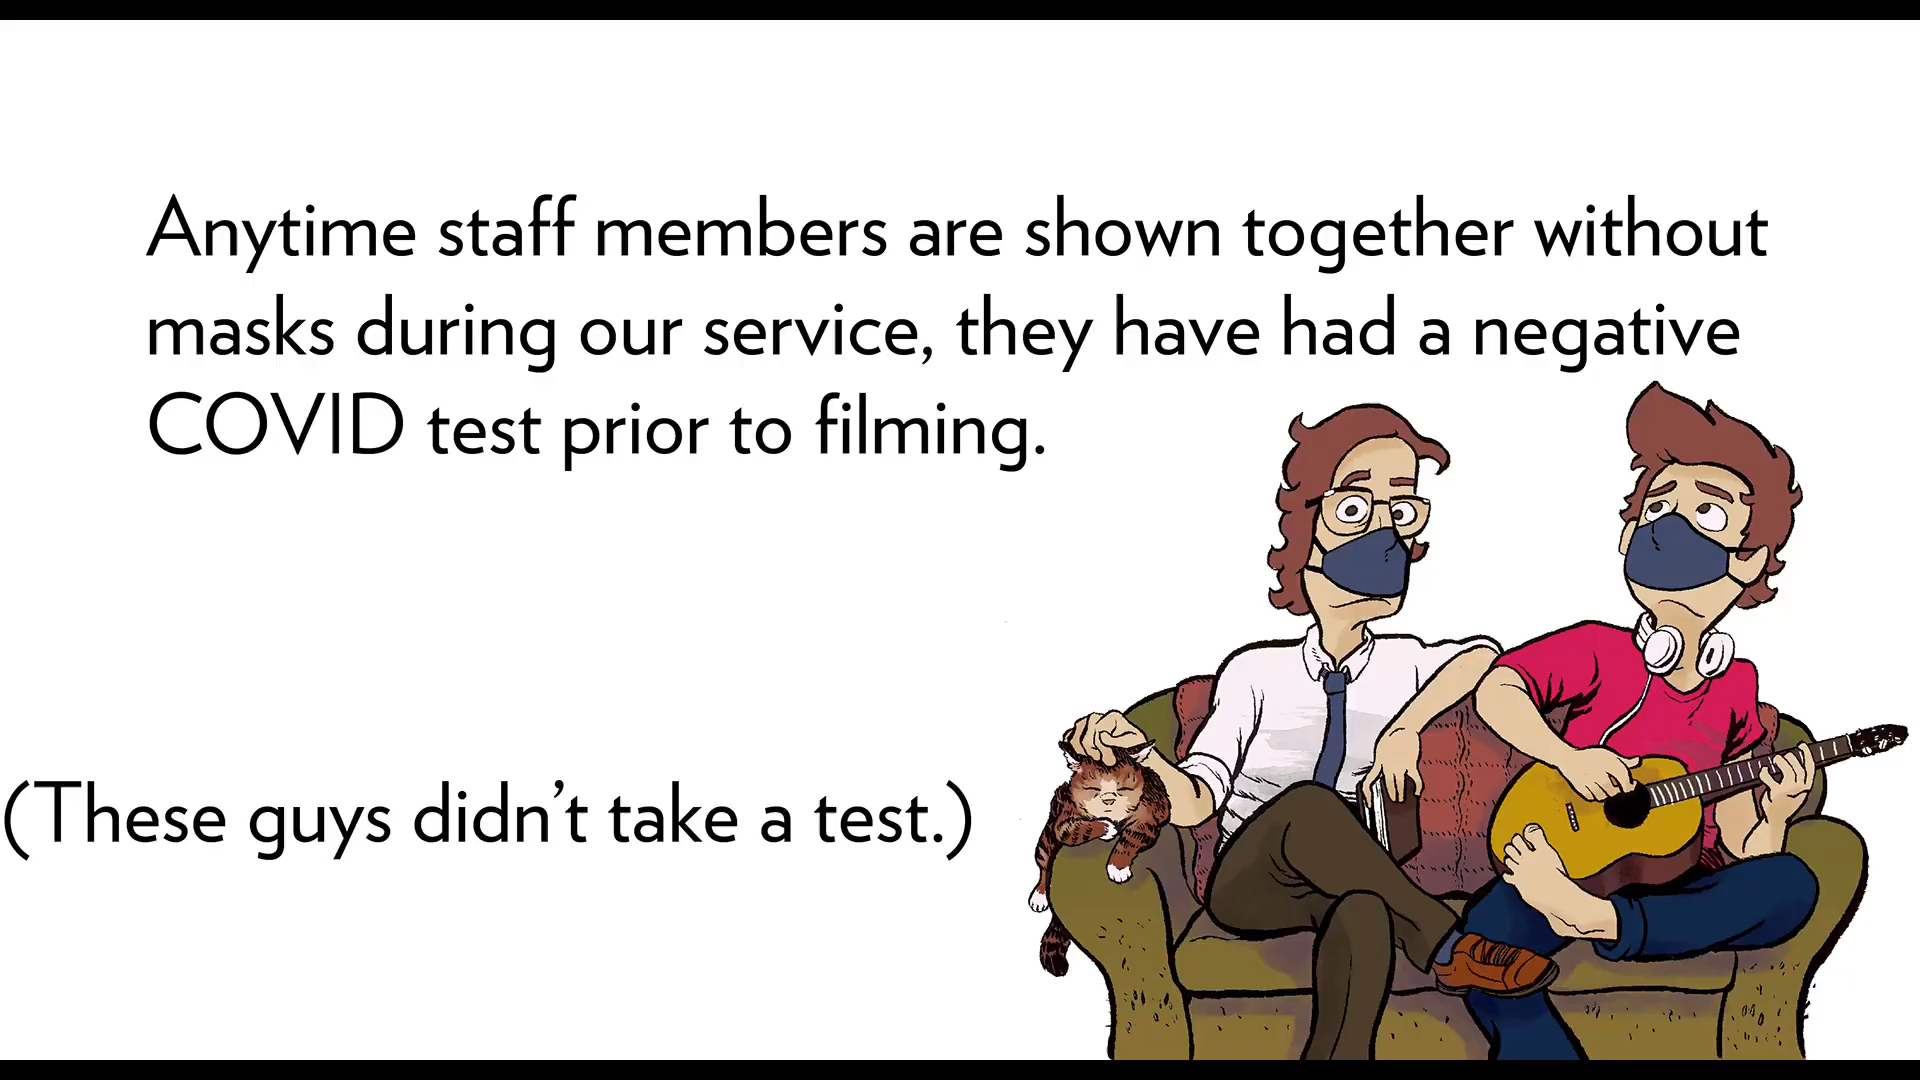 Anytime staff members are shown together without
masks during our service, they have had a negative
COVID test prior to filming.
(These guys didn’t take a test.)